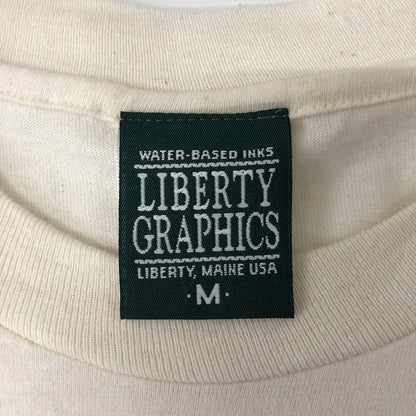 WATER-BASED INKS
LIBERTY
GRAPHICS
LIBERTY, MAINE USA
· M ·